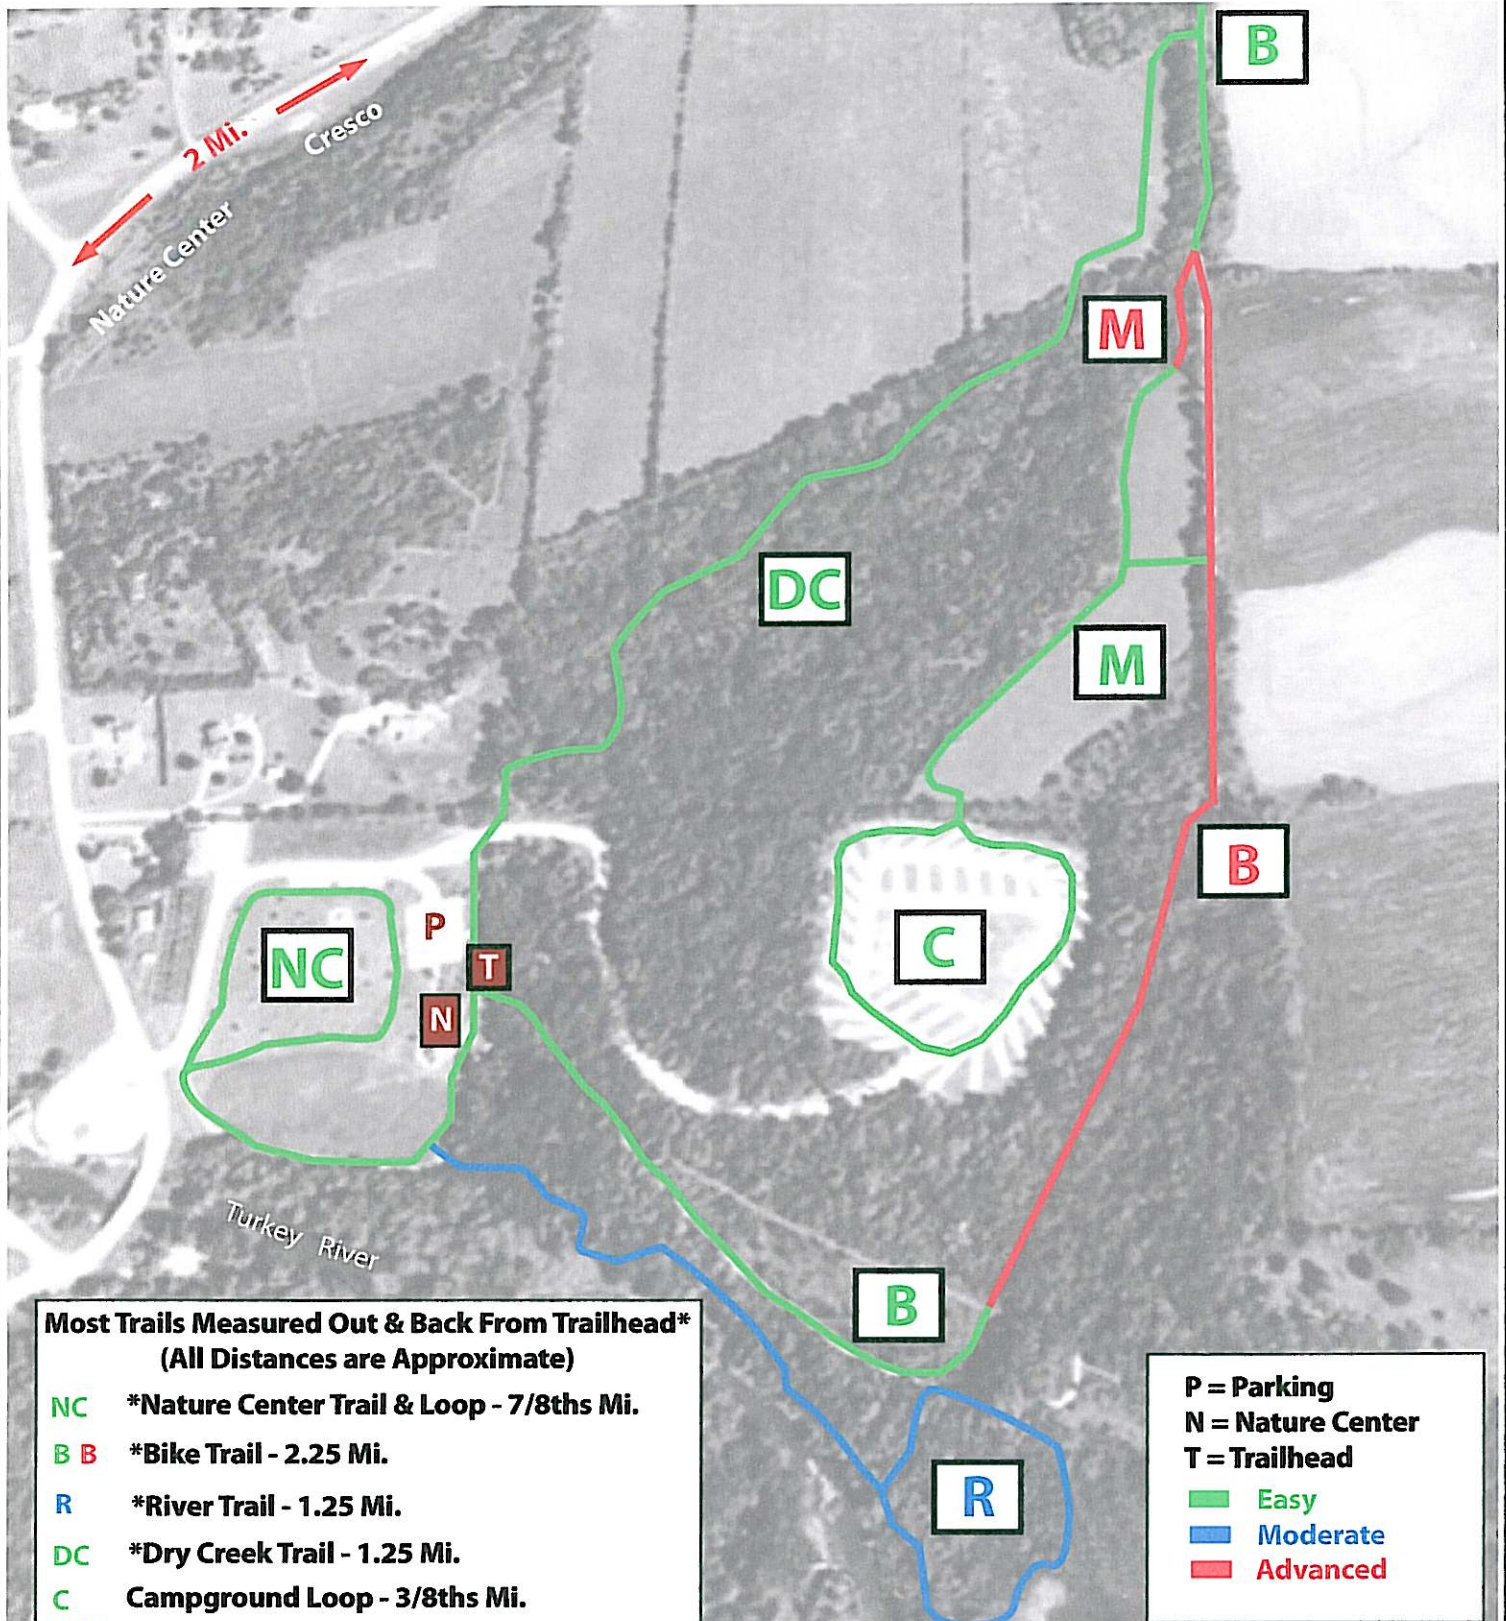 B
2 Mi.
Cresco
Nature Center
M
DC
M
B
P
NC
T
C
N
Turkey River
B
R
Most Trails Measured Out & Back From Trailhead*
(All Distances are Approximate)
NC *Nature Center Trail & Loop - 7/8ths Mi.
B B *Bike Trail - 2.25 Mi.
R *River Trail - 1.25 Mi.
DC *Dry Creek Trail - 1.25 Mi.
C Campground Loop - 3/8ths Mi.
P = Parking
N = Nature Center
T = Trailhead
Easy
Moderate
Advanced